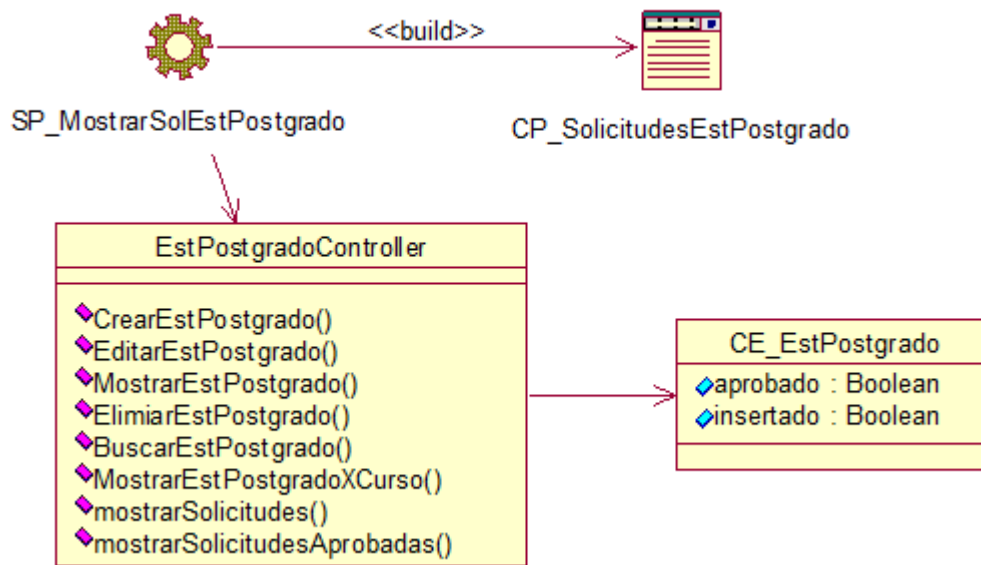 <<build>>
SP_MostrarSolEstPostgrado
CP_SolicitudesEstPostgrado
EstPostgradoController
CrearEstPostgrado()
EditarEstPostgrado()
MostrarEstPostgrado()
ElimiarEstPostgrado()
BuscarEstPostgrado()
MostrarEstPostgradoXCurso()
mostrarSolicitudes()
mostrarSolicitudesAprobadas()
CE_EstPostgrado
aprobado : Boolean
insertado : Boolean